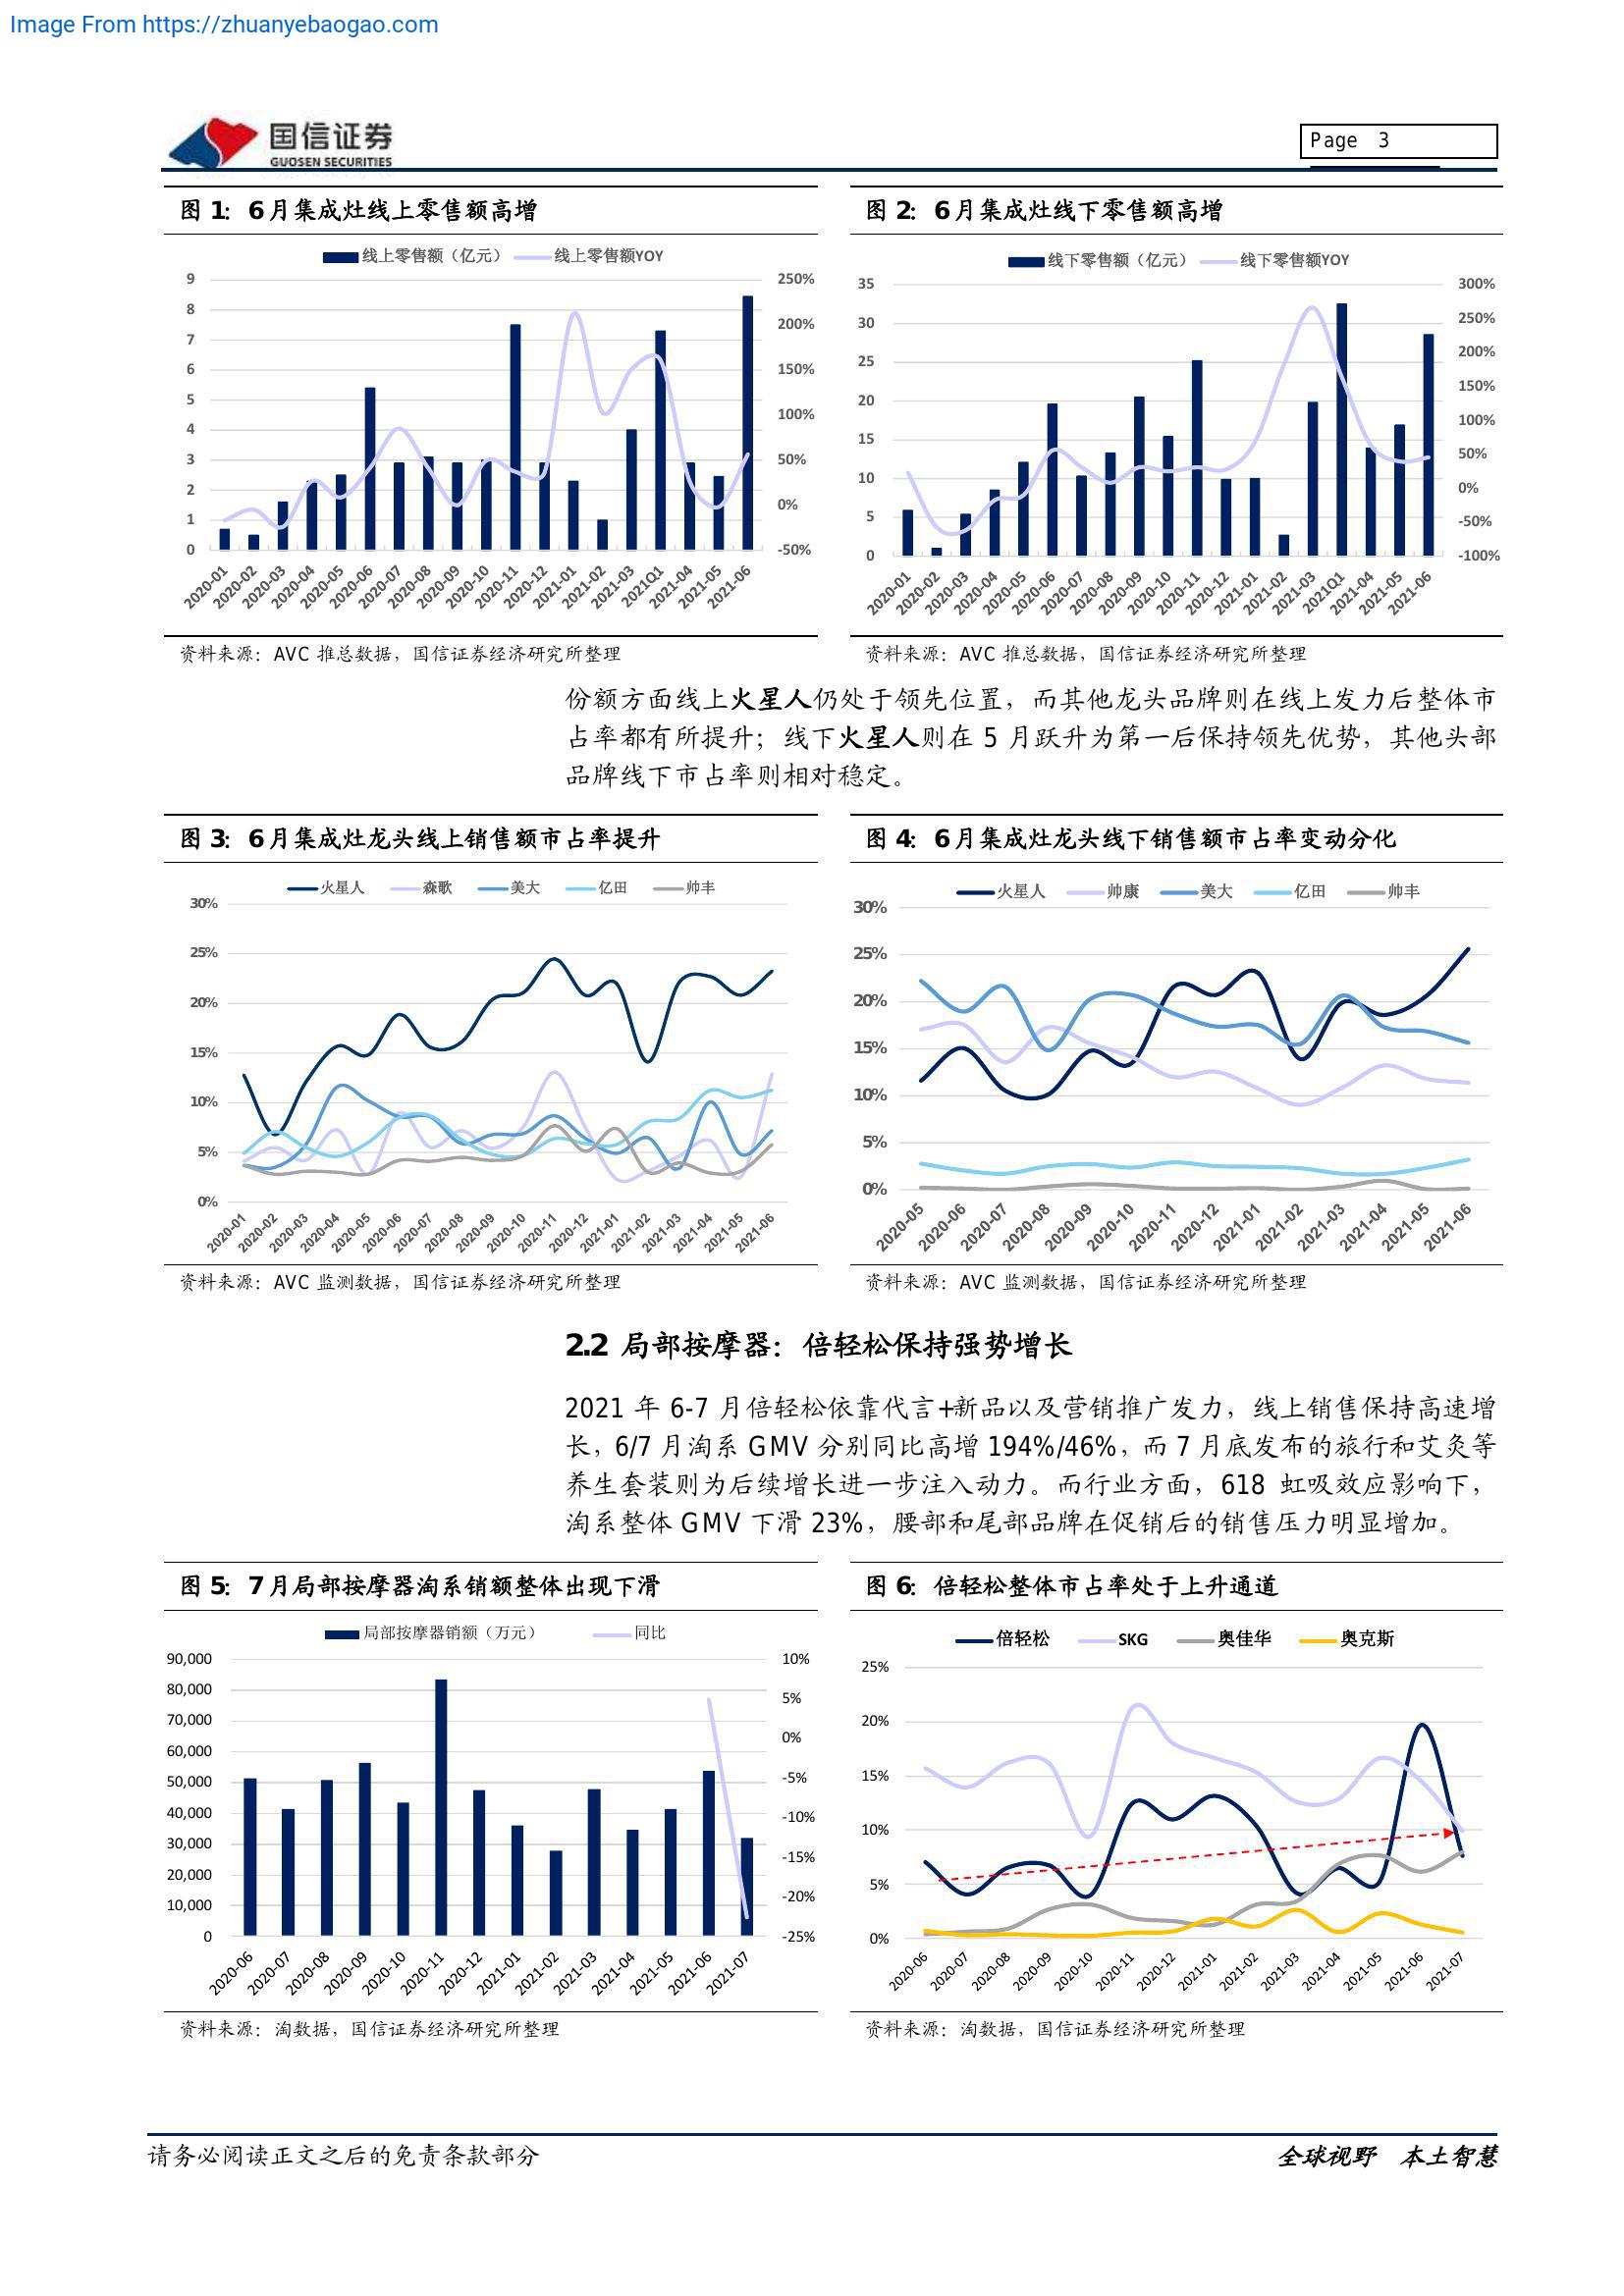 Image From https://zhuanyebaogao.com
国信证券
GUOSEN SECURITIES
Page 3
图 1: 6月集成灶线上零售额高增
线上零售额（亿元） 线上零售额YOY
9 250%
8 200%
7 150%
6 100%
5 50%
4 0%
3 -50%
2
1
0
2020-01 2020-02 2020-03 2020-04 2020-05 2020-06 2020-07 2020-08 2020-09 2020-10 2020-11 2020-12 2021-01 2021-02 2021-03 2021Q1 2021-04 2021-05 2021-06
资料来源：AVC 推总数据，国信证券经济研究所整理
图 2: 6月集成灶线下零售额高增
线下零售额（亿元） 线下零售额YOY
35 300%
30 250%
25 200%
20 150%
15 100%
10 50%
5 0%
0 -50%
-100%
2020-01 2020-02 2020-03 2020-04 2020-05 2020-06 2020-07 2020-08 2020-09 2020-10 2020-11 2020-12 2021-01 2021-02 2021-03 2021Q1 2021-04 2021-05 2021-06
资料来源：AVC 推总数据，国信证券经济研究所整理
份额方面线上火星人仍处于领先位置，而其他龙头品牌则在线上发力后整体市
占率都有所提升；线下火星人则在 5 月跃升为第一后保持领先优势，其他头部
品牌线下市占率则相对稳定。
图 3: 6月集成灶龙头线上销售额市占率提升
火星人 森歌 美大 亿田 帅丰
30%
25%
20%
15%
10%
5%
0%
2020-01 2020-02 2020-03 2020-04 2020-05 2020-06 2020-07 2020-08 2020-09 2020-10 2020-11 2020-12 2021-01 2021-02 2021-03 2021-04 2021-05 2021-06
资料来源：AVC 监测数据，国信证券经济研究所整理
图 4: 6月集成灶龙头线下销售额市占率变动分化
火星人 帅康 美大 亿田 帅丰
30%
25%
20%
15%
10%
5%
0%
2020-05 2020-06 2020-07 2020-08 2020-09 2020-10 2020-11 2020-12 2021-01 2021-02 2021-03 2021-04 2021-05 2021-06
资料来源：AVC 监测数据，国信证券经济研究所整理
2.2 局部按摩器：倍轻松保持强势增长
2021 年 6-7 月倍轻松依靠代言+新品以及营销推广发力，线上销售保持高速增
长，6/7 月淘系 GMV 分别同比高增 194%/46%，而 7 月底发布的旅行和艾灸等
养生套装则为后续增长进一步注入动力。而行业方面，618 虹吸效应影响下，
淘系整体 GMV 下滑 23%，腰部和尾部品牌在促销后的销售压力明显增加。
图 5: 7月局部按摩器淘系销额整体出现下滑
局部按摩器销额（万元） 同比
90,000 10%
80,000 5%
70,000 0%
60,000 -5%
50,000 -10%
40,000 -15%
30,000 -20%
20,000 -25%
10,000
0
2020-06 2020-07 2020-08 2020-09 2020-10 2020-11 2020-12 2021-01 2021-02 2021-03 2021-04 2021-05 2021-06 2021-07
资料来源：淘数据，国信证券经济研究所整理
图 6: 倍轻松整体市占率处于上升通道
倍轻松 SKG 奥佳华 奥克斯
25%
20%
15%
10%
5%
0%
2020-06 2020-07 2020-08 2020-09 2020-10 2020-11 2020-12 2021-01 2021-02 2021-03 2021-04 2021-05 2021-06 2021-07
资料来源：淘数据，国信证券经济研究所整理
请务必阅读正文之后的免责条款部分
全球视野 本土智慧